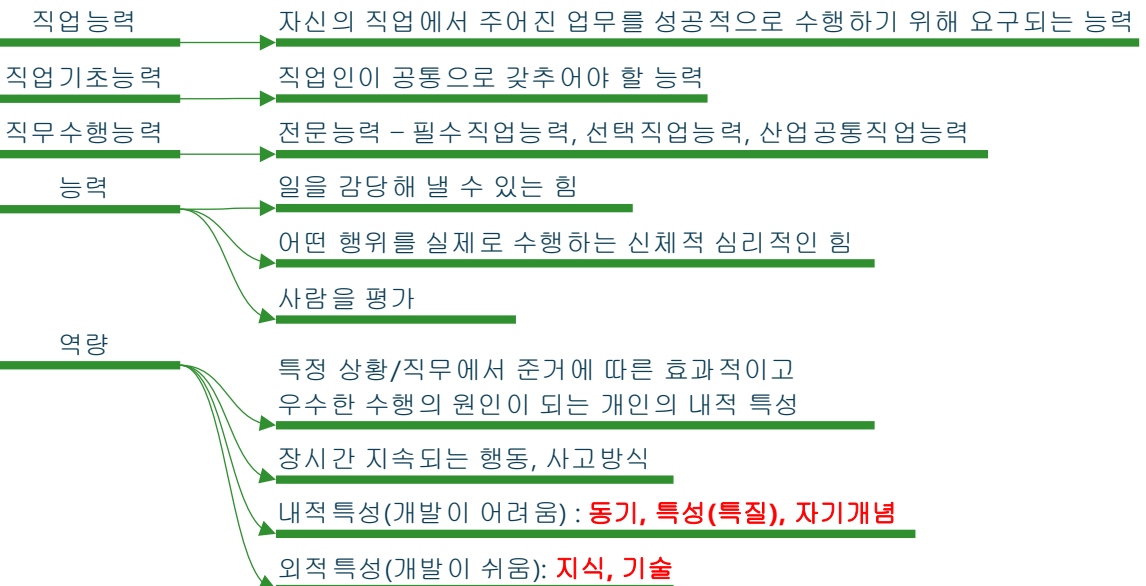 직업능력
자신의 직업에서 주어진 업무를 성공적으로 수행하기 위해 요구되는 능력
직업기초능력
직업인이 공통으로 갖추어야 할 능력
직무수행능력
전문능력 – 필수직업능력, 선택직업능력, 산업공통직업능력
능력
일을 감당해 낼 수 있는 힘
어떤 행위를 실제로 수행하는 신체적 심리적인 힘
사람을 평가
역량
특정 상황/직무에서 준거에 따른 효과적이고
우수한 수행의 원인이 되는 개인의 내적 특성
장시간 지속되는 행동, 사고방식
내적특성(개발이 어려움) : 동기, 특성(특질), 자기개념
외적특성(개발이 쉬움): 지식, 기술